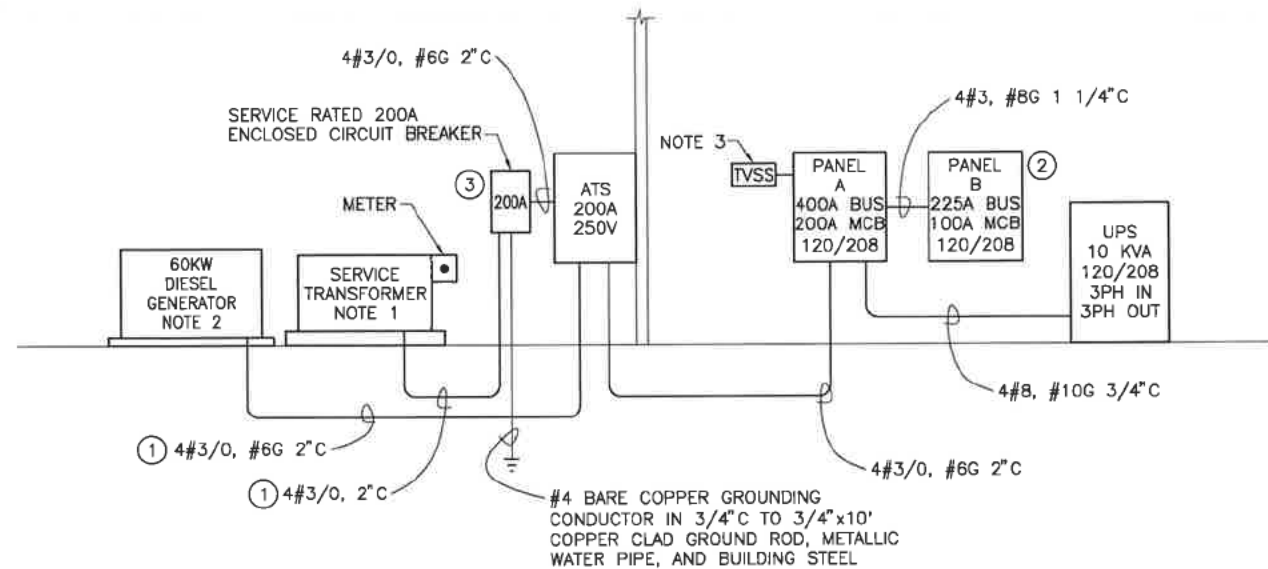 4#3/0, #6G 2"C
SERVICE RATED 200A
ENCLOSED CIRCUIT BREAKER
3
200A
ATS
200A
250V
METER
60KW
DIESEL
GENERATOR
NOTE 2
SERVICE
TRANSFORMER
NOTE 1
NOTE 3
TVSS
PANEL
A
400A BUS
200A MCB
120/208
4#3, #8G 1 1/4"C
PANEL
B
225A BUS
100A MCB
120/208
2
UPS
10 KVA
120/208
3PH IN
3PH OUT
4#8, #10G 3/4"C
1 4#3/0, #6G 2"C
1 4#3/0, 2"C
4#3/0, #6G 2"C
#4 BARE COPPER GROUNDING
CONDUCTOR IN 3/4"C TO 3/4"x10'
COPPER CLAD GROUND ROD, METALLIC
WATER PIPE, AND BUILDING STEEL